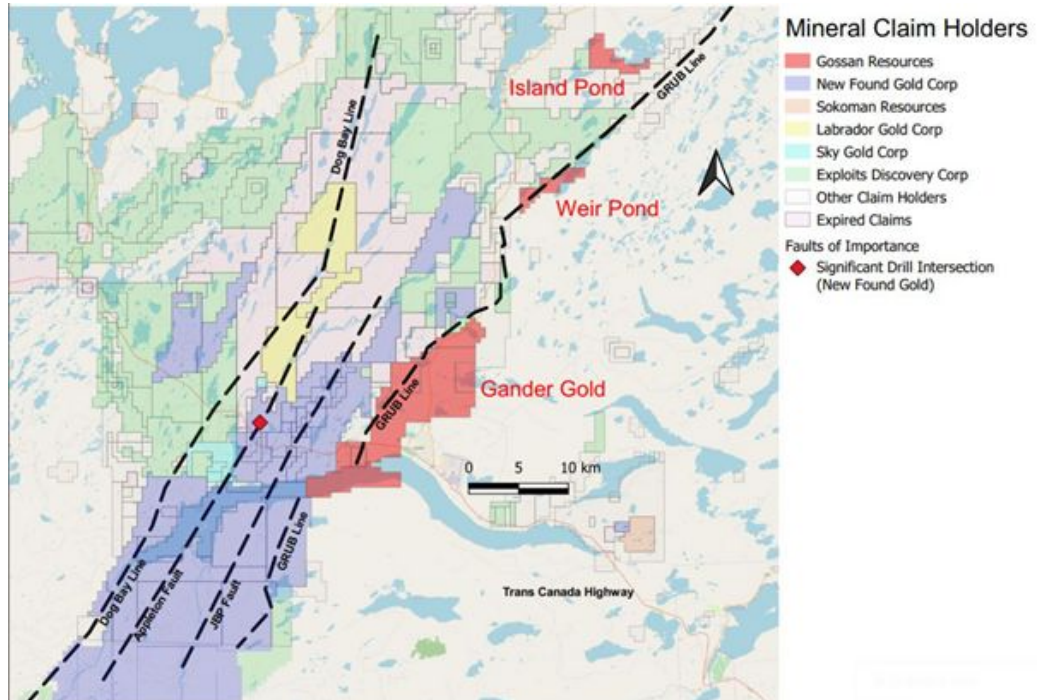 Mineral Claim Holders
Gossan Resources
New Found Gold Corp
Sokoman Resources
Labrador Gold Corp
Sky Gold Corp
Exploits Discovery Corp
Other Claim Holders
Expired Claims
Faults of Importance
Significant Drill Intersection
(New Found Gold)
Island Pond
GRUB Line
Dog Bay Line
Weir Pond
Gander Gold
GRUB Line
0 5 10 km
GRUB Line
Dog Bay Line
Appleton Fault
JBP Fault
Trans Canada Highway